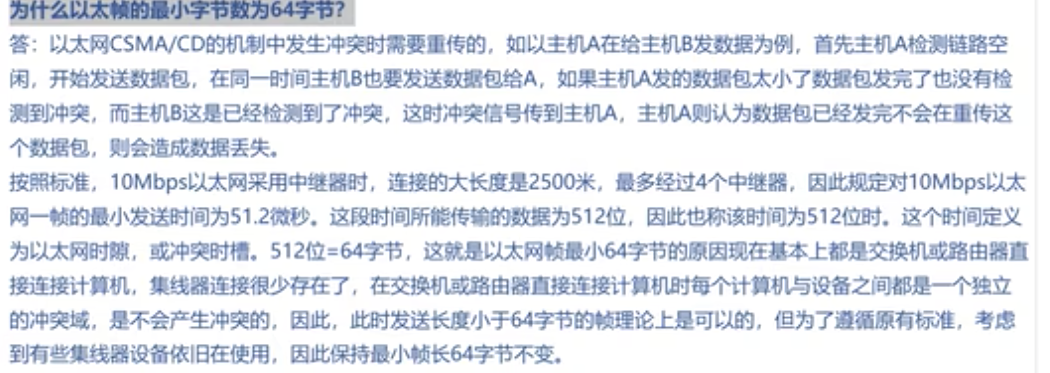 为什么以太帧的最小字节数为64字节？
答：以太网CSMA/CD的机制中发生冲突时需要重传的，如以主机A在给主机B发数据为例，首先主机A检测链路空
闲，开始发送数据包，在同一时间主机B也要发送数据包给A，如果主机A发的数据包太小了数据包发完了也没有检
测到冲突，而主机B这是已经检测到了冲突，这时冲突信号传到主机A，主机A则认为数据包已经发完不会在重传这
个数据包，则会造成数据丢失。
按照标准，10Mbps以太网采用中继器时，连接的大长度是2500米，最多经过4个中继器，因此规定对10Mbps以太
网一帧的最小发送时间为51.2微秒。这段时间所能传输的数据为512位，因此也称该时间为512位时。这个时间定义
为以太网时隙，或冲突时槽。512位=64字节，这就是以太网帧最小64字节的原因现在基本上都是交换机或路由器直
接连接计算机，集线器连接很少存在了，在交换机或路由器直接连接计算机时每个计算机与设备之间都是一个独立
的冲突域，是不会产生冲突的，因此，此时发送长度小于64字节的帧理论上是可以的，但为了遵循原有标准，考虑
到有些集线器设备依旧在使用，因此保持最小帧长64字节不变。